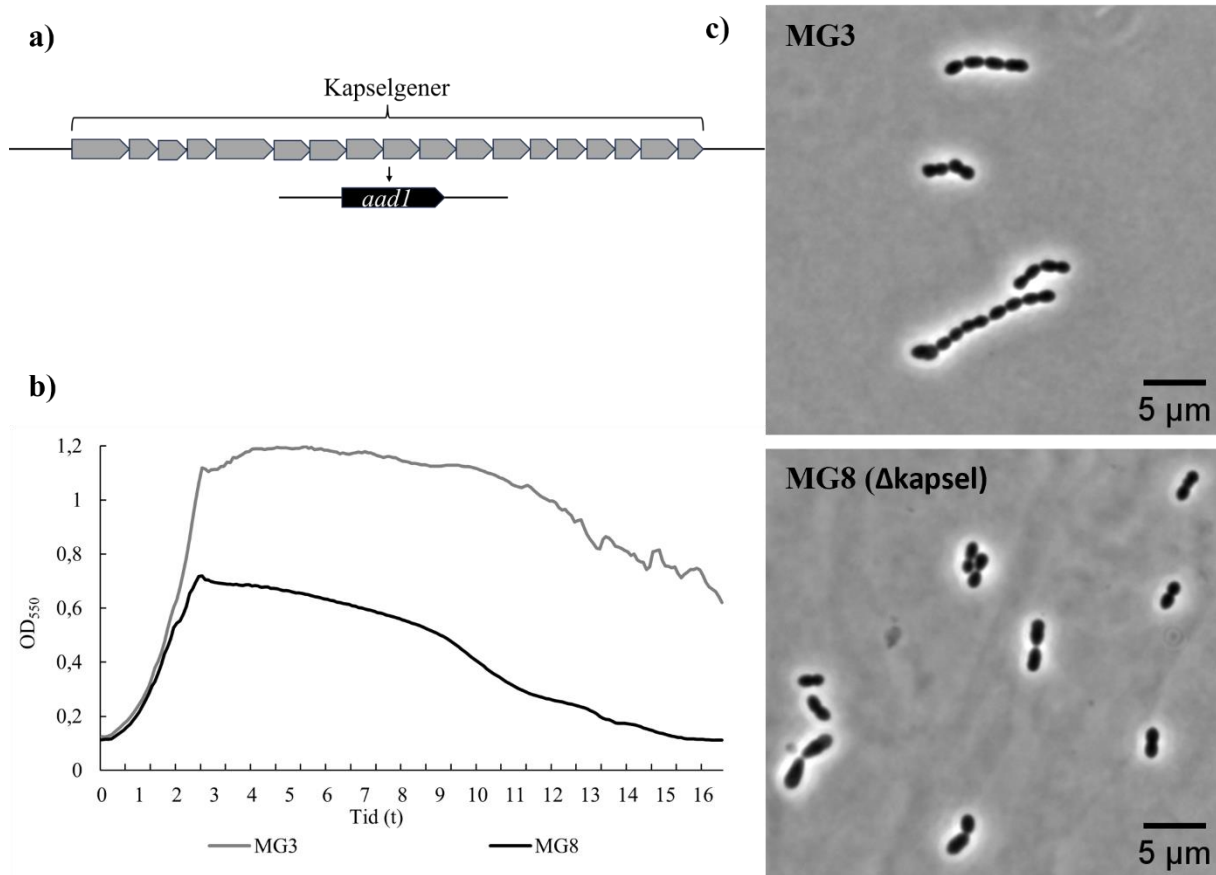 a)
Kapselgener
aad1
b)
1,2
1
0,8
0,6
0,4
0,2
0
OD550
0 1 2 3 4 5 6 7 8 9 10 11 12 13 14 15 16
Tid (t)
MG3 MG8
c)
MG3
5 µm
MG8 (Δkapsel)
5 µm